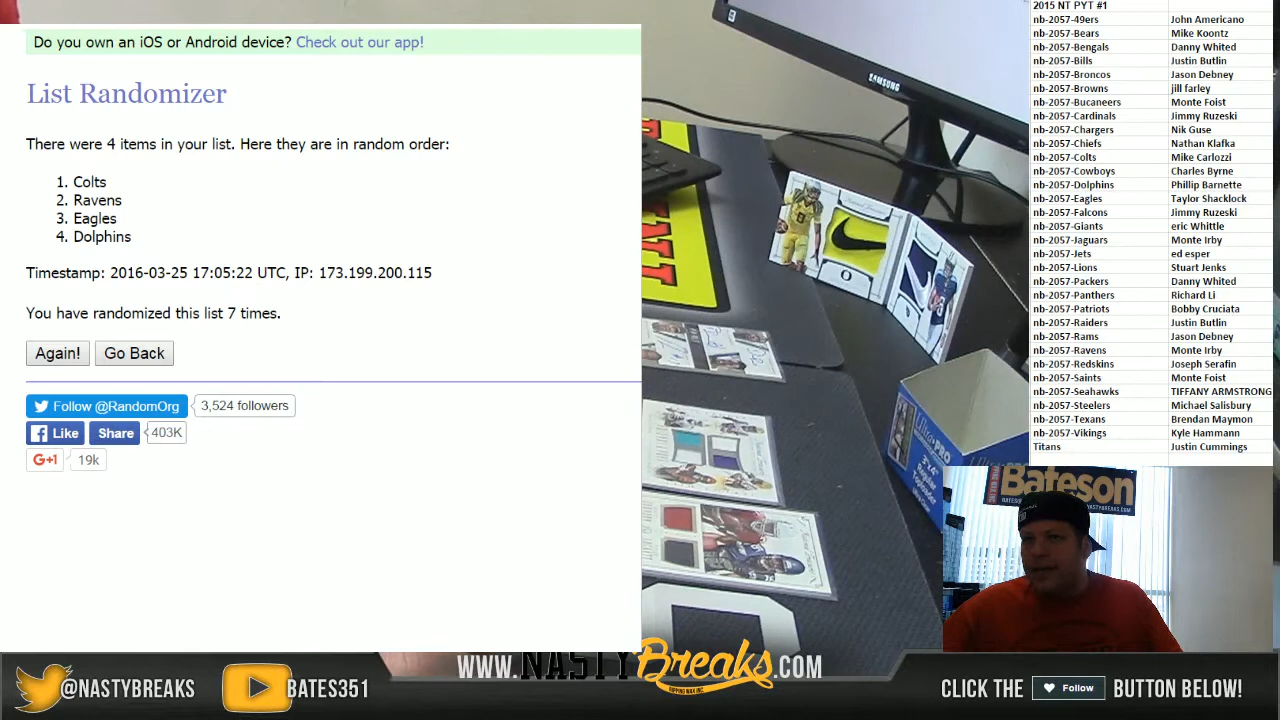 Do you own an iOS or Android device? Check out our app!
List Randomizer
There were 4 items in your list. Here they are in random order:
1. Colts
2. Ravens
3. Eagles
4. Dolphins
Timestamp: 2016-03-25 17:05:22 UTC, IP: 173.199.200.115
You have randomized this list 7 times.
Again! Go Back
Follow @RandomOrg 3,524 followers
Like Share 403K
G+1 19k
SAMSUNG
Ultra PRO
3"x4"
Regular
Toploader
2015 NT PYT #1
nb-2057-49ers John Americano
nb-2057-Bears Mike Koontz
nb-2057-Bengals Danny Whited
nb-2057-Bills Justin Butlin
nb-2057-Broncos Jason Debney
nb-2057-Browns jill farley
nb-2057-Bucaneers Monte Foist
nb-2057-Cardinals Jimmy Ruzeski
nb-2057-Chargers Nik Guse
nb-2057-Chiefs Nathan Klafka
nb-2057-Colts Mike Carlozzi
nb-2057-Cowboys Charles Byrne
nb-2057-Dolphins Phillip Barnette
nb-2057-Eagles Taylor Shacklock
nb-2057-Falcons Jimmy Ruzeski
nb-2057-Giants eric Whittle
nb-2057-Jaguars Monte Irby
nb-2057-Jets ed esper
nb-2057-Lions Stuart Jenks
nb-2057-Packers Danny Whited
nb-2057-Panthers Richard Li
nb-2057-Patriots Bobby Cruciata
nb-2057-Raiders Justin Butlin
nb-2057-Rams Jason Debney
nb-2057-Ravens Monte Irby
nb-2057-Redskins Joseph Serafin
nb-2057-Saints Monte Foist
nb-2057-Seahawks TIFFANY ARMSTRONG
nb-2057-Steelers Michael Salisbury
nb-2057-Texans Brendan Maymon
nb-2057-Vikings Kyle Hammann
Titans Justin Cummings
Bateson
@NASTYBREAKS
BATES351
WWW.NASTYBreaks.COM
RIPPING WAX INC.
CLICK THE Follow BUTTON BELOW!